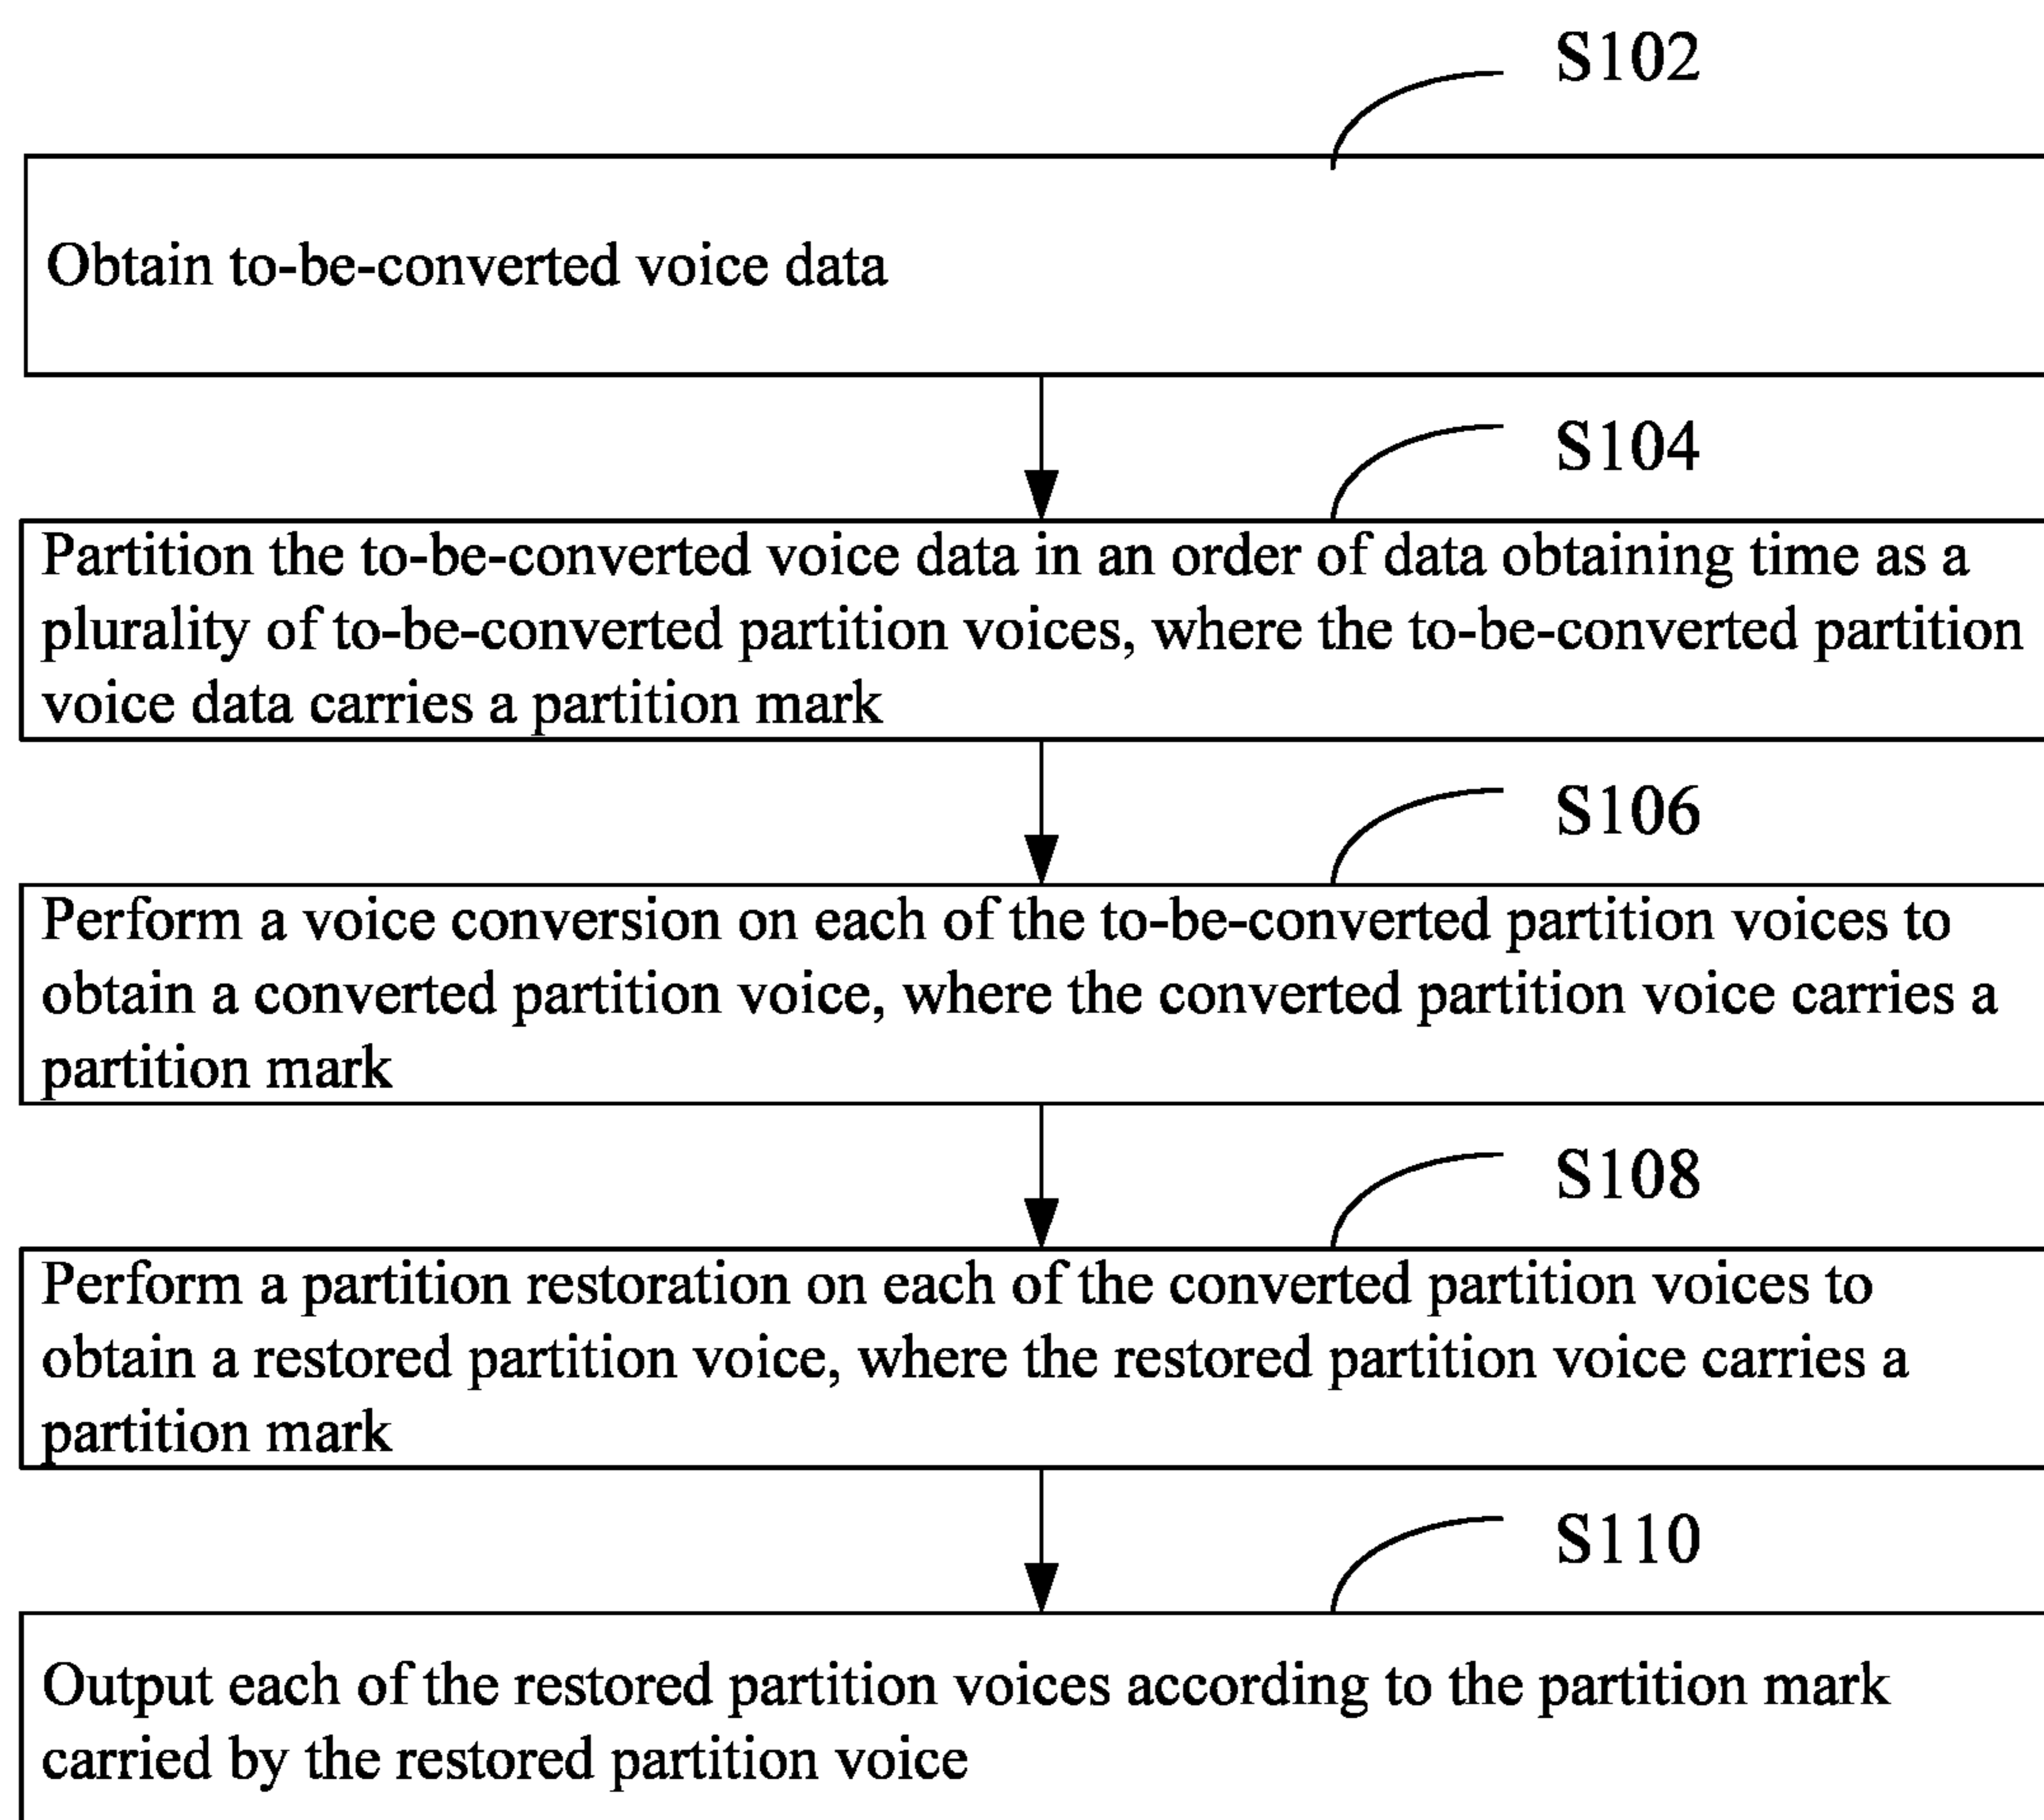 S102
Obtain to-be-converted voice data
S104
Partition the to-be-converted voice data in an order of data obtaining time as a
plurality of to-be-converted partition voices, where the to-be-converted partition
voice data carries a partition mark
S106
Perform a voice conversion on each of the to-be-converted partition voices to
obtain a converted partition voice, where the converted partition voice carries a
partition mark
S108
Perform a partition restoration on each of the converted partition voices to
obtain a restored partition voice, where the restored partition voice carries a
partition mark
S110
Output each of the restored partition voices according to the partition mark
carried by the restored partition voice